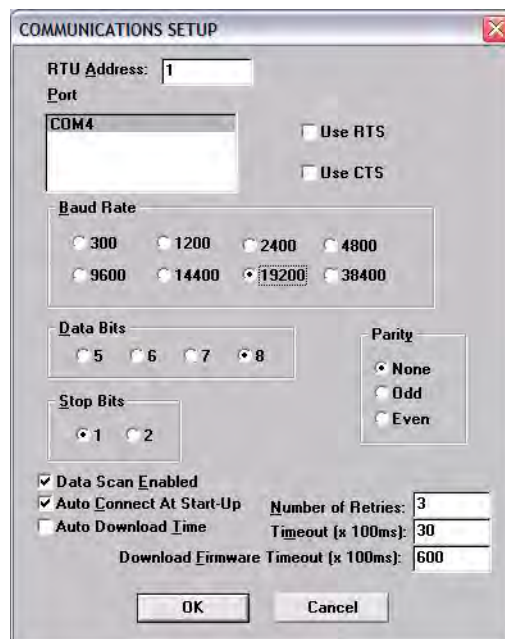 COMMUNICATIONS SETUP
RTU Address: 1
Port
COM4
Use RTS
Use CTS
Baud Rate
300 1200 2400 4800
9600 14400 19200 38400
Data Bits
5 6 7 8
Parity
None
Odd
Even
Stop Bits
1 2
Data Scan Enabled
Auto Connect At Start-Up
Auto Download Time
Number of Retries: 3
Timeout (x 100ms): 30
Download Firmware Timeout (x 100ms): 600
OK Cancel